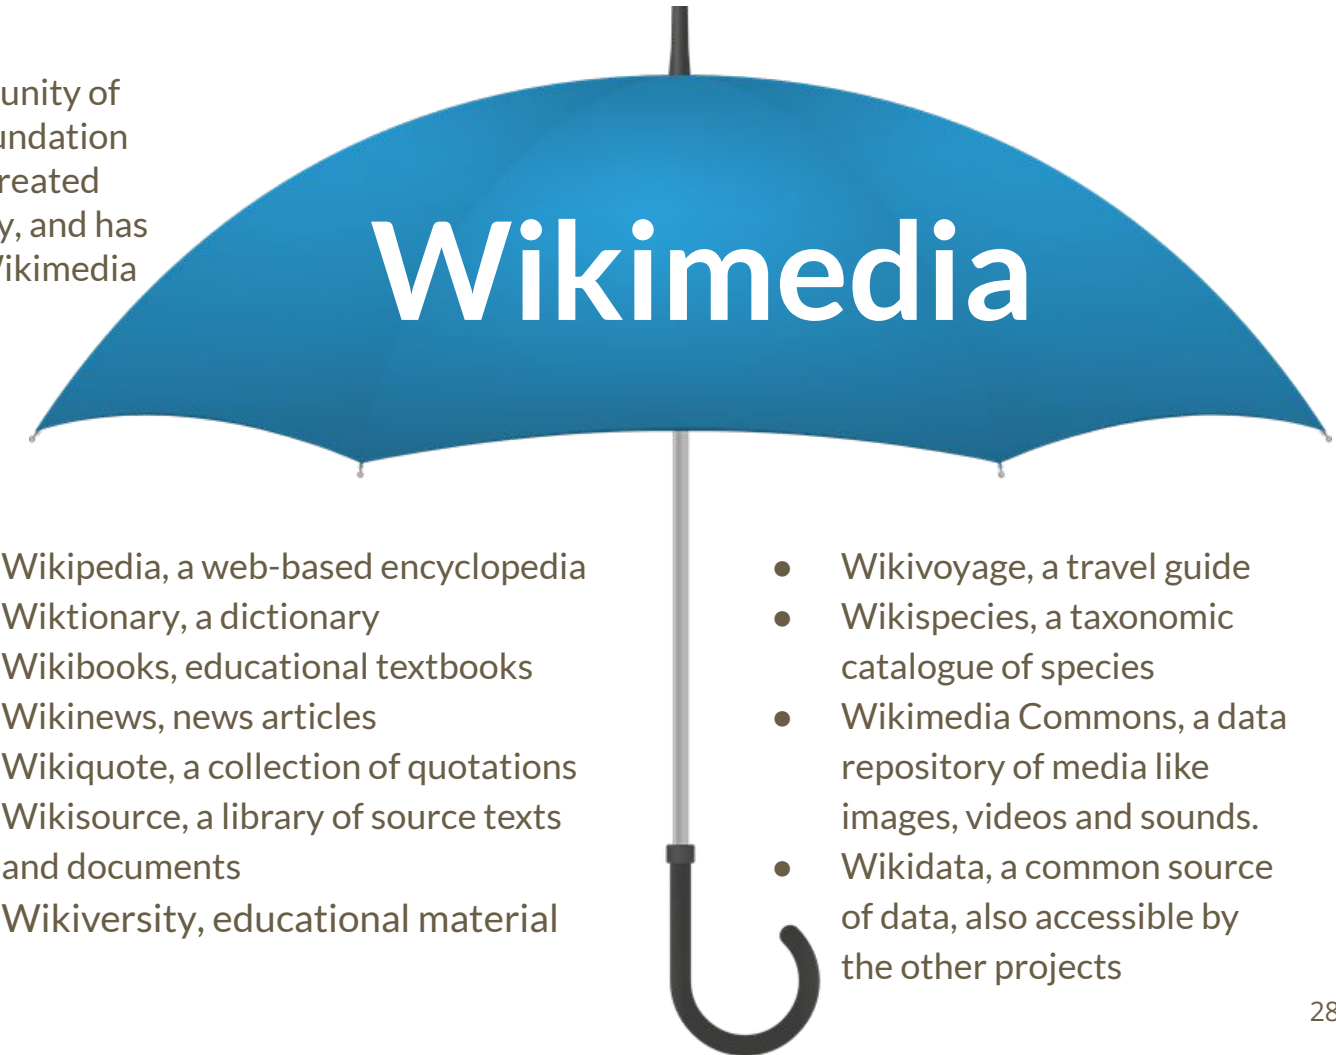 unity of
undation
reated
y, and has
Wikimedia
Wikimedia
Wikipedia, a web-based encyclopedia
Wiktionary, a dictionary
Wikibooks, educational textbooks
Wikinews, news articles
Wikiquote, a collection of quotations
Wikisource, a library of source texts
and documents
Wikiversity, educational material
● Wikivoyage, a travel guide
● Wikispecies, a taxonomic
catalogue of species
● Wikimedia Commons, a data
repository of media like
images, videos and sounds.
● Wikidata, a common source
of data, also accessible by
the other projects
28